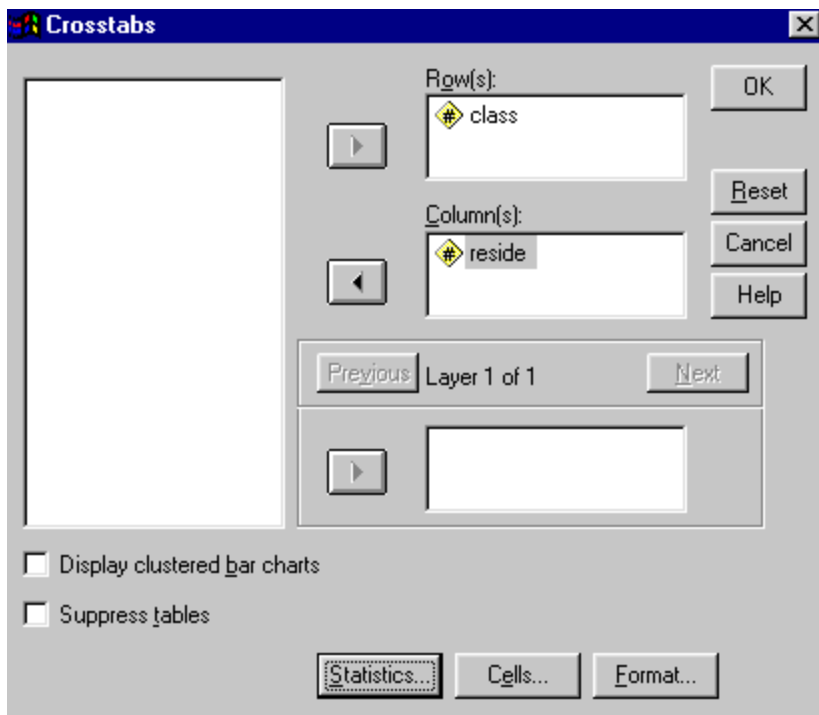 Crosstabs
Row(s):
# class
OK
Reset
Column(s):
# reside
Cancel
Help
Previous Layer 1 of 1 Next
Display clustered bar charts
Suppress tables
Statistics... Cells... Format...